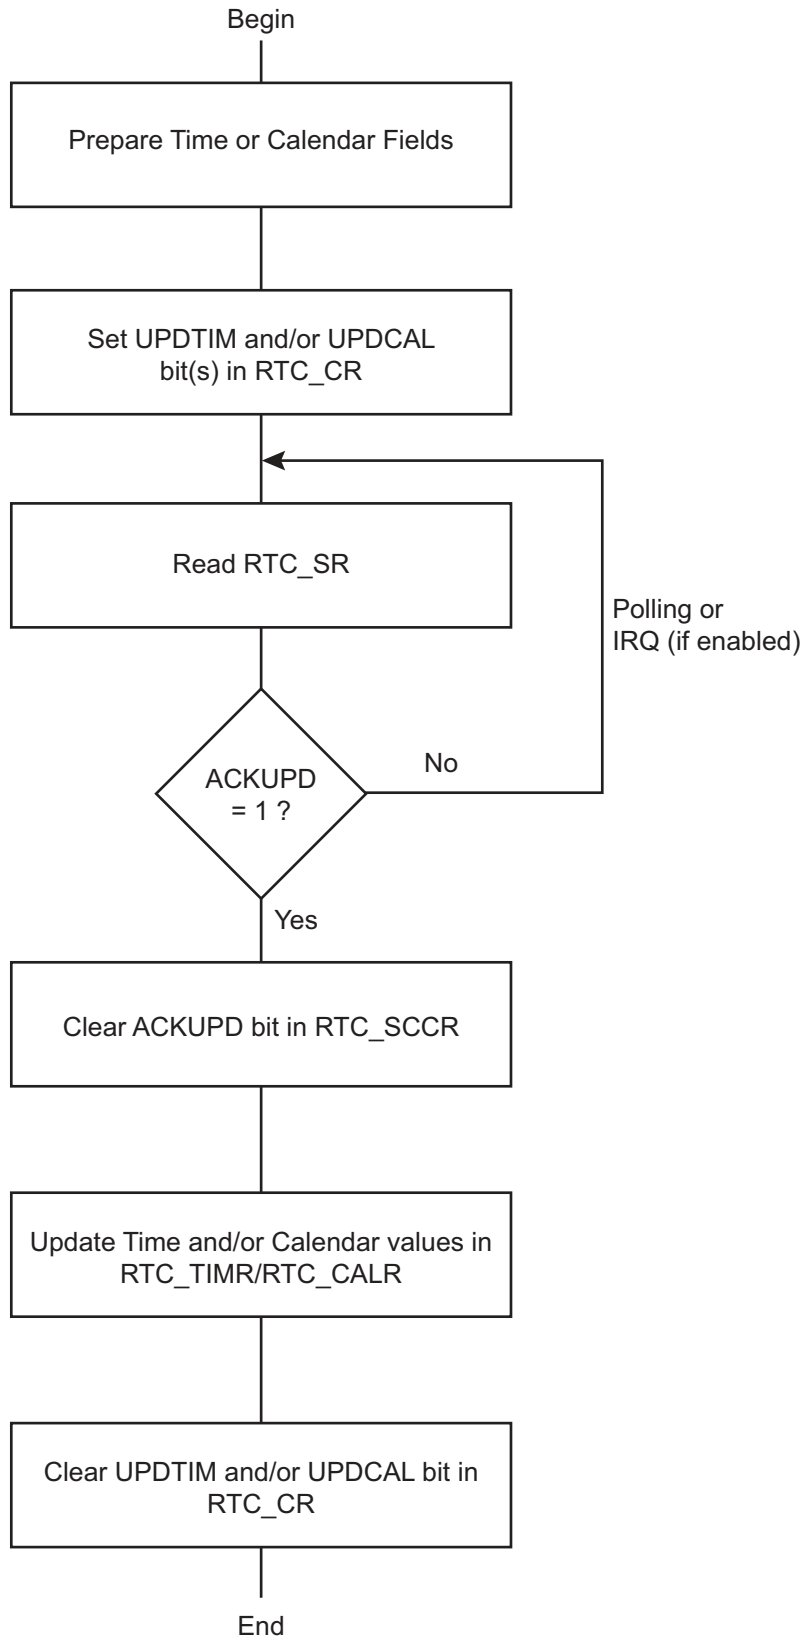 Begin
Prepare Time or Calendar Fields
Set UPDTIM and/or UPDCAL
bit(s) in RTC_CR
Read RTC_SR
Polling or
IRQ (if enabled)
ACKUPD
= 1 ?
No
Yes
Clear ACKUPD bit in RTC_SCCR
Update Time and/or Calendar values in
RTC_TIMR/RTC_CALR
Clear UPDTIM and/or UPDCAL bit in
RTC_CR
End